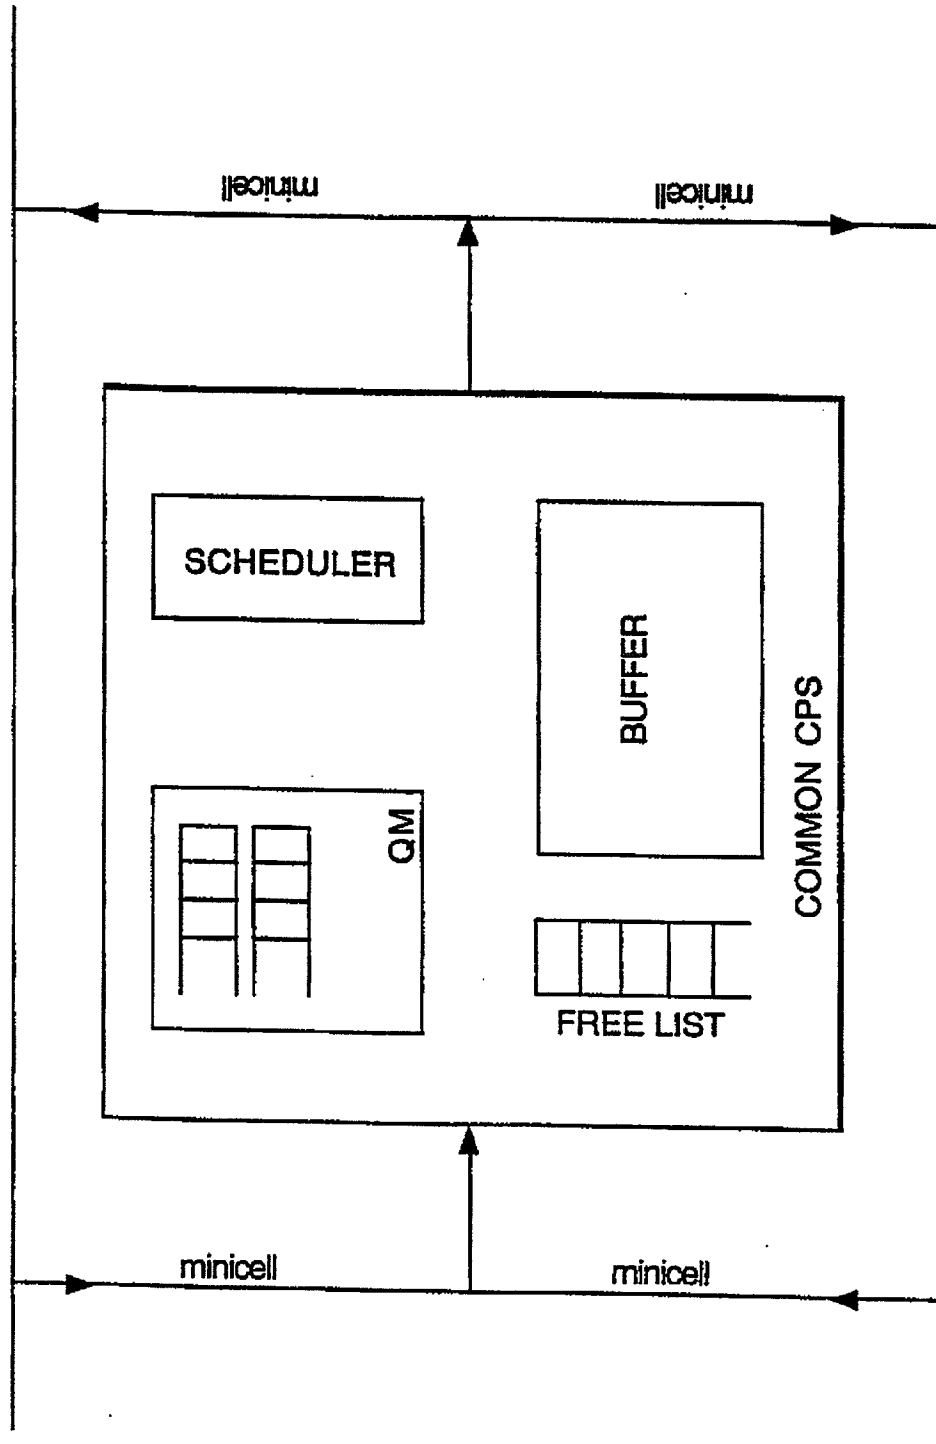 minicell
minicell
SCHEDULER
BUFFER
QM
COMMON CPS
FREE LIST
minicell
minicell